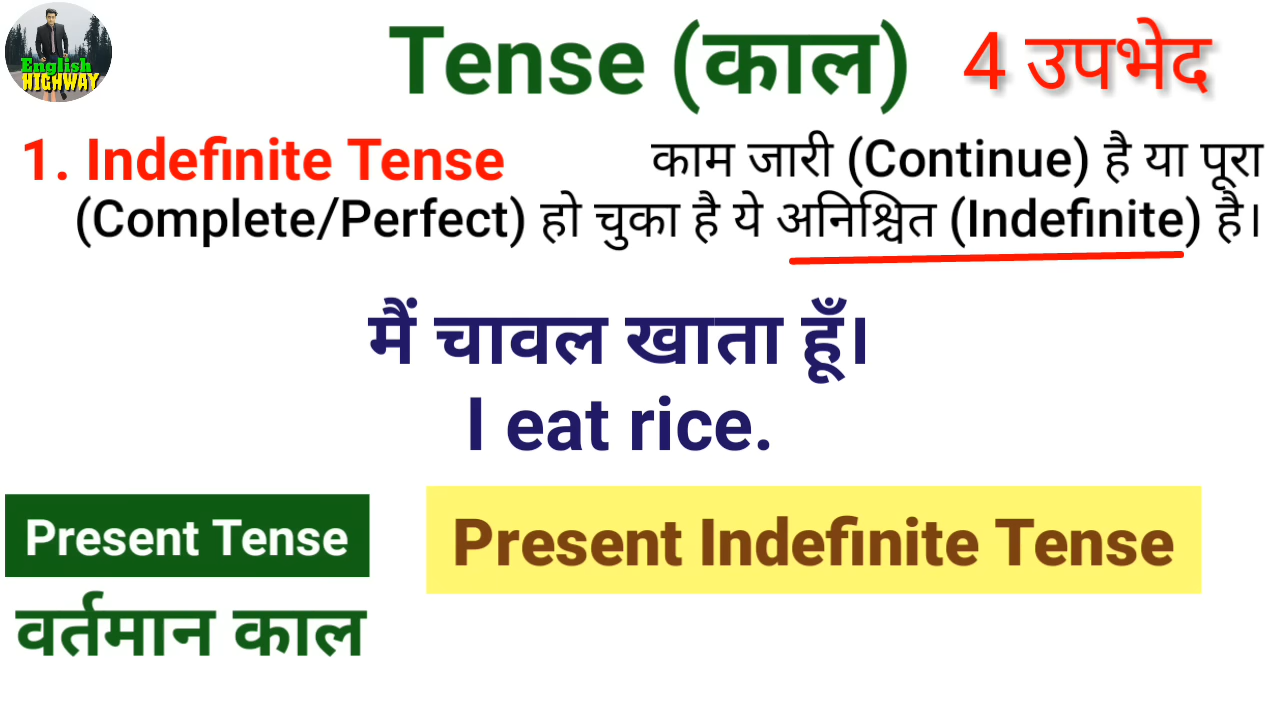 English
HIGHWAY
Tense (काल) 4 उपभेद
1. Indefinite Tense काम जारी (Continue) है या पूरा
(Complete/Perfect) हो चुका है ये अनिश्चित (Indefinite) है।
मैं चावल खाता हूँ।
I eat rice.
Present Tense
Present Indefinite Tense
वर्तमान काल